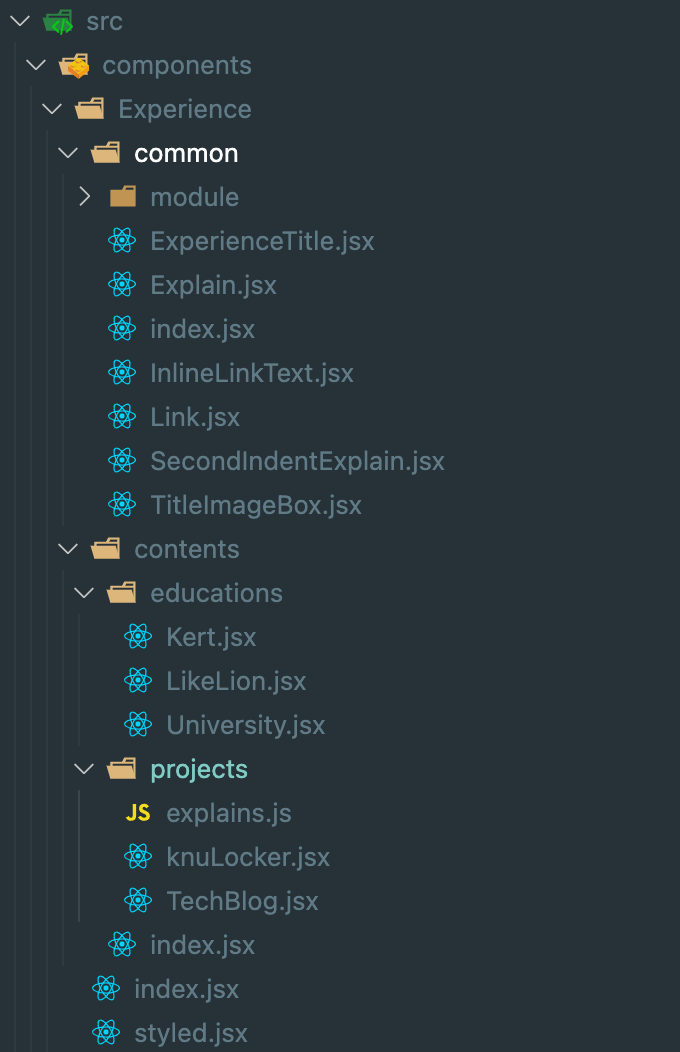 src
components
Experience
common
module
ExperienceTitle.jsx
Explain.jsx
index.jsx
InlineLinkText.jsx
Link.jsx
SecondIndentExplain.jsx
TitleImageBox.jsx
contents
educations
Kert.jsx
LikeLion.jsx
University.jsx
projects
JS explains.js
knuLocker.jsx
TechBlog.jsx
index.jsx
index.jsx
styled.jsx